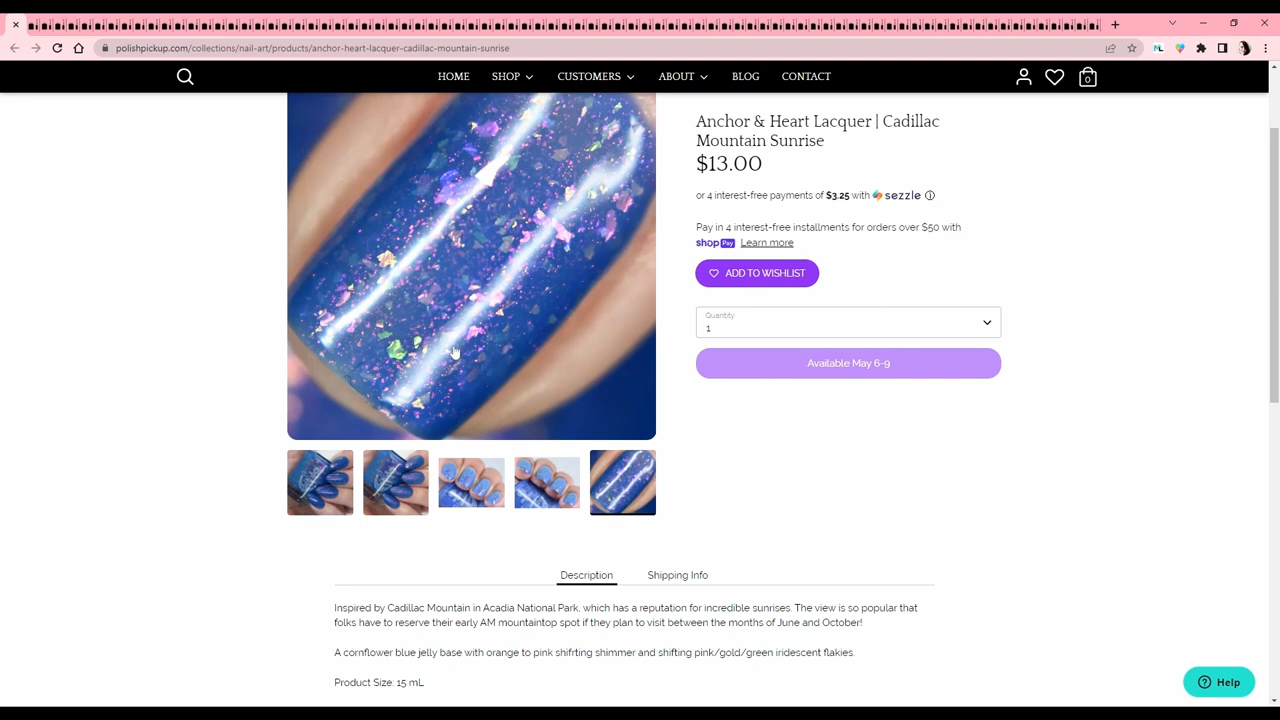 polishpickup.com/collections/nail-art/products/anchor-heart-lacquer-cadillac-mountain-sunrise
HOME SHOP CUSTOMERS ABOUT BLOG CONTACT
0
Anchor & Heart Lacquer | Cadillac
Mountain Sunrise
$13.00
or 4 interest-free payments of $3.25 with sezzle
Pay in 4 interest-free installments for orders over $50 with
shop Pay Learn more
ADD TO WISHLIST
Quantity
1
Available May 6-9
Description Shipping Info
Inspired by Cadillac Mountain in Acadia National Park, which has a reputation for incredible sunrises. The view is so popular that
folks have to reserve their early AM mountaintop spot if they plan to visit between the months of June and October!
A cornflower blue jelly base with orange to pink shifrting shimmer and shifting pink/gold/green iridescent flakies.
Product Size: 15 mL
Help